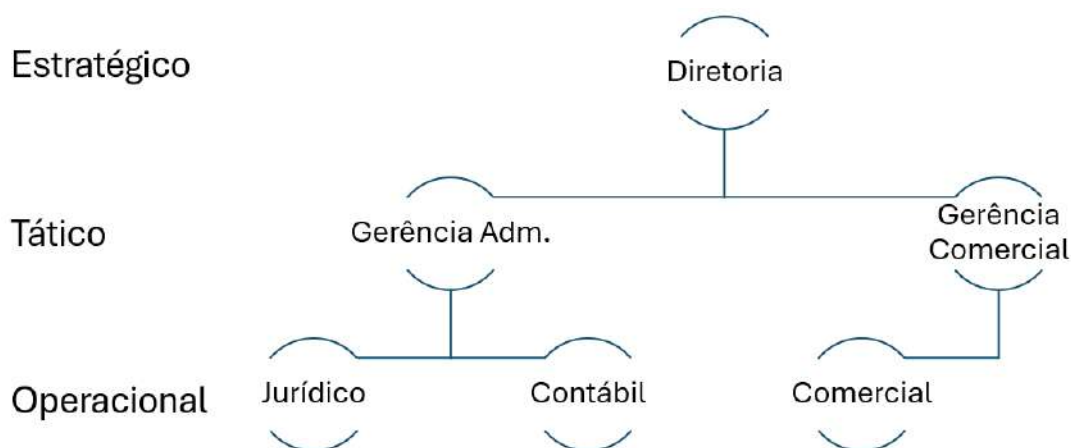 Estratégico
Diretoria
Tático
Gerência Adm.
Gerência
Comercial
Operacional
Jurídico
Contábil
Comercial